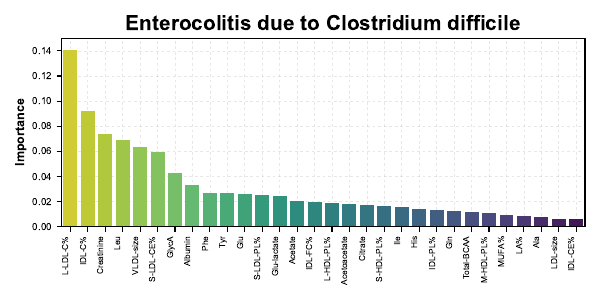 Enterocolitis due to Clostridium difficile
Importance
0.14
0.12
0.10
0.08
0.06
0.04
0.02
0.00
L-LDL-C%
IDL-C%
Creatinine
Leu
VLDL-size
S-LDL-CE%
GlycA
Albumin
Phe
Tyr
Glu
S-LDL-PL%
Glu-lactate
Acetate
IDL-FC%
L-HDL-PL%
Acetoacetate
Citrate
S-HDL-PL%
Ile
His
IDL-PL%
Gln
Total-BCAA
M-HDL-PL%
MUFA%
LA%
Ala
LDL-size
IDL-CE%